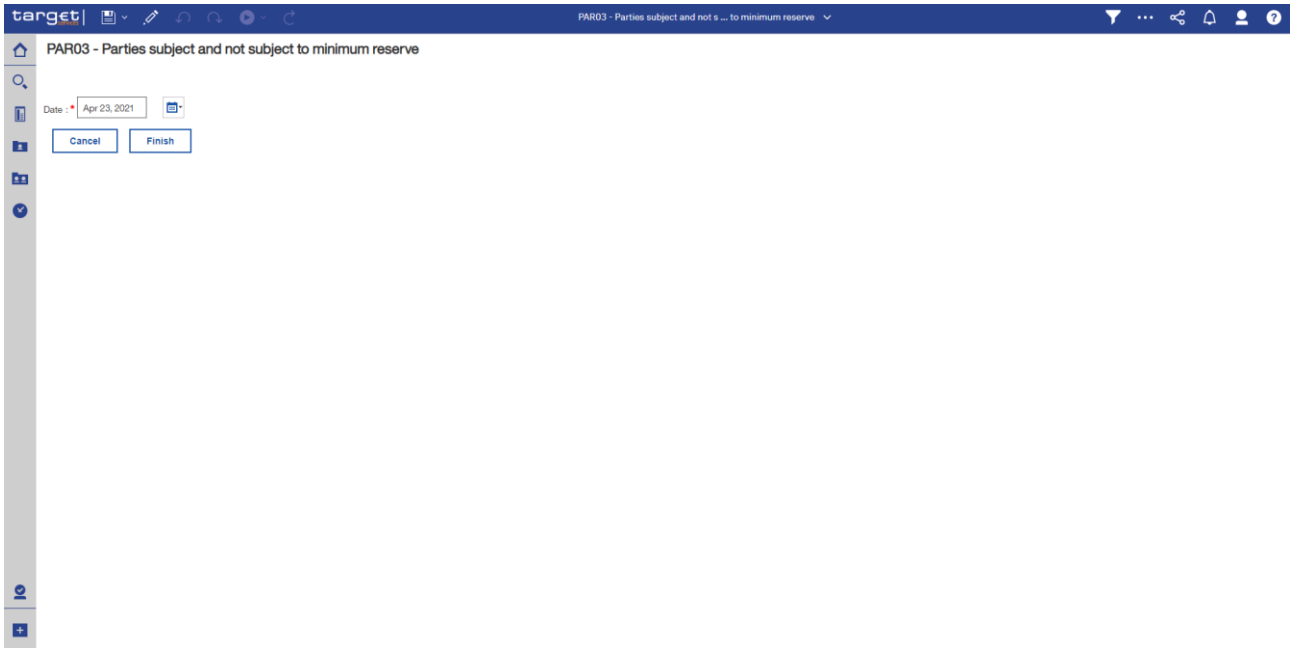 target| PAR03 - Parties subject and not s ... to minimum reserve
SERVICES
PAR03 - Parties subject and not subject to minimum reserve
Date : * Apr 23, 2021
Cancel Finish